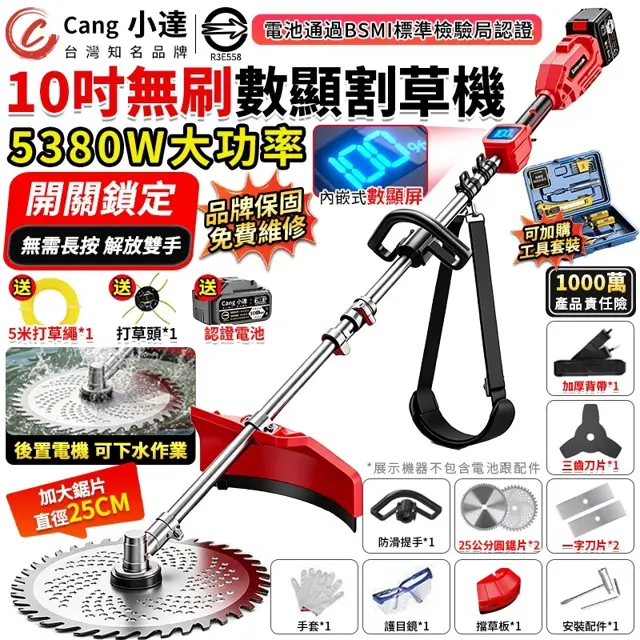 Cang 小達
台灣知名品牌
R3E558
電池通過BSMI標準檢驗局認證
10吋無刷數顯割草機
5380W大功率
100%
內嵌式數顯屏
開關鎖定
無需長按 解放雙手
品牌保固
免費維修
可加購
工具套裝
1000萬
產品責任險
送
5米打草繩*1
送
打草頭*1
送
Cang 小達
認證電池
加厚背帶*1
後置電機 可下水作業
三齒刀片*1
*展示機器不包含電池跟配件
加大鋸片
直徑25CM
防滑提手*1
25公分圓鋸片*2
一字刀片*2
手套*1
護目鏡*1
擋草板*1
安裝配件*1